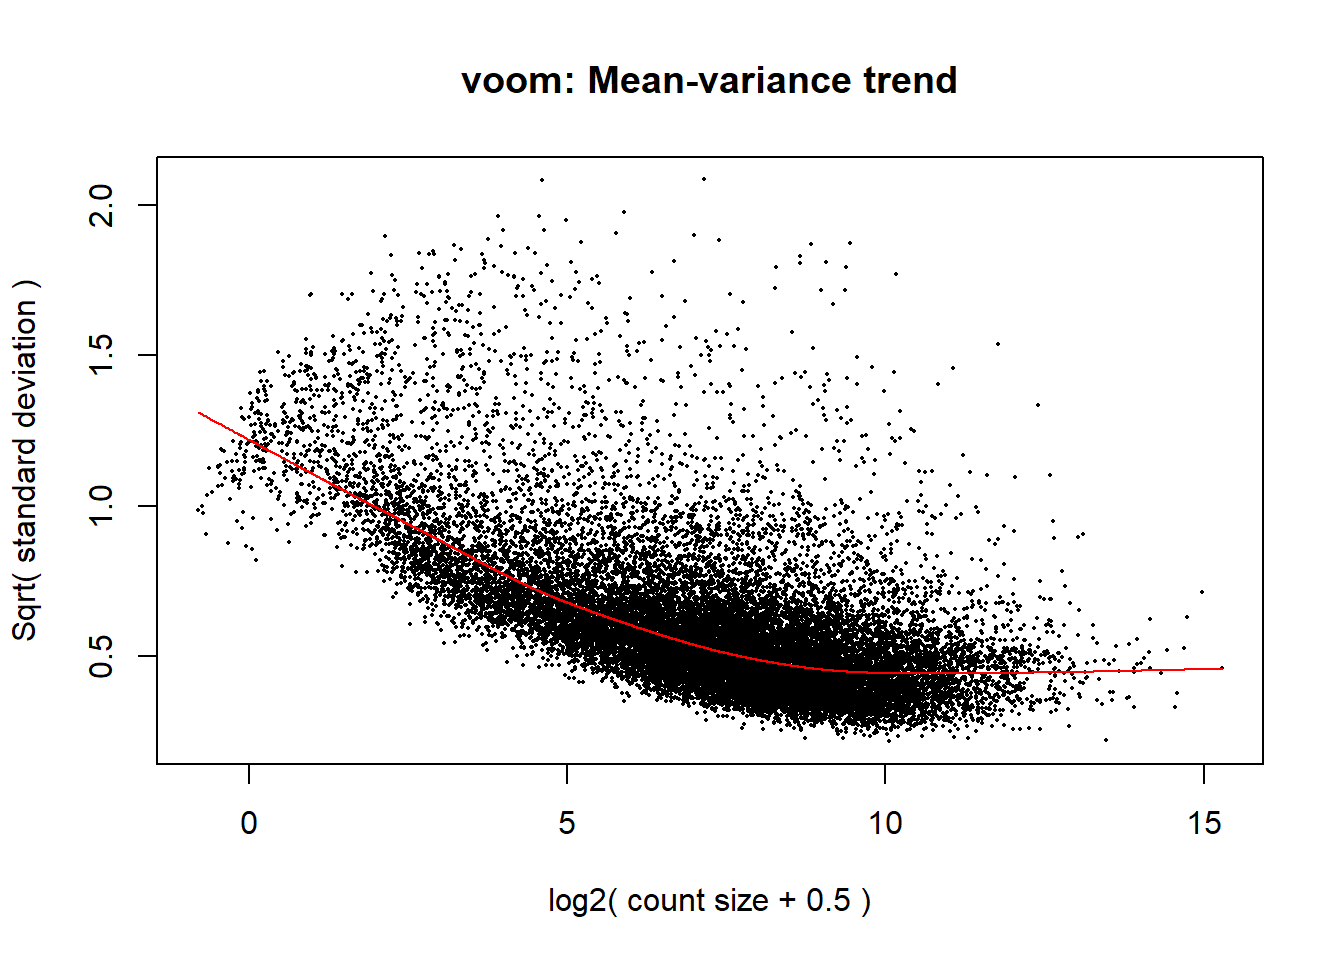 voom: Mean-variance trend
Sqrt( standard deviation )
2.0
1.5
1.0
0.5
0 5 10 15
log2( count size + 0.5 )